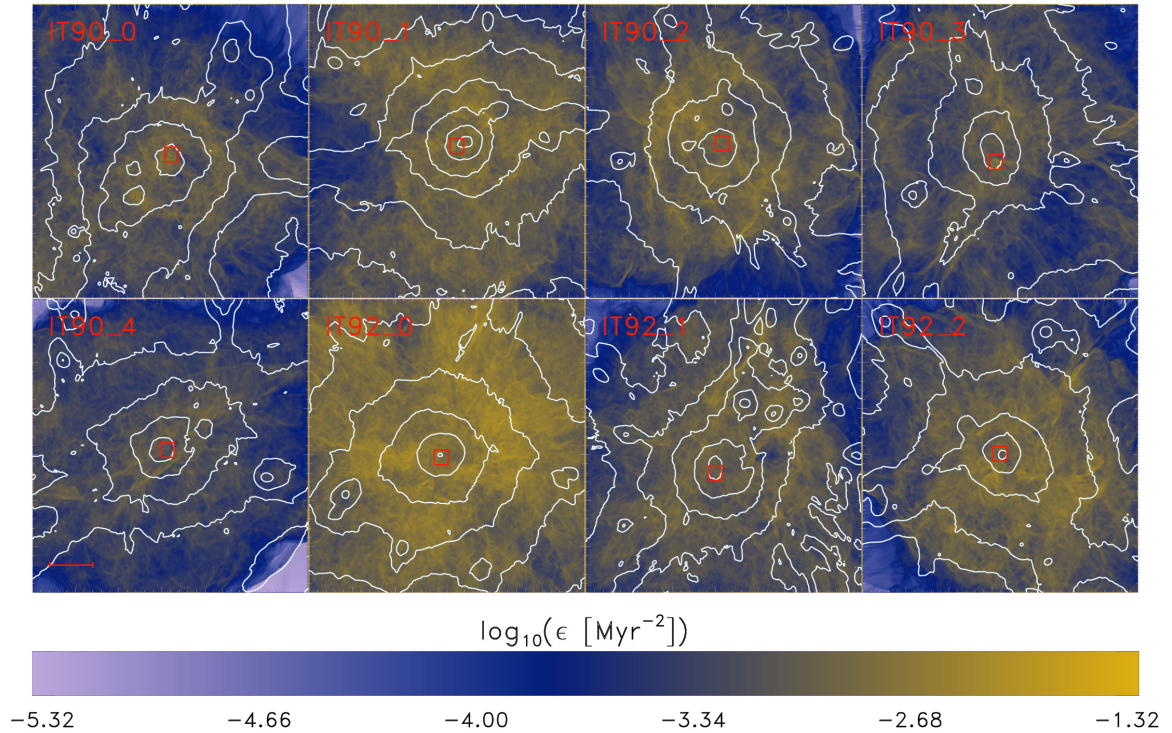 IT90_0 IT90_1 IT90_2 IT90_3
IT90_4 IT92_0 IT92_1 IT92_2
log₁₀(ϵ [Myr⁻²])
−5.32 −4.66 −4.00 −3.34 −2.68 −1.32